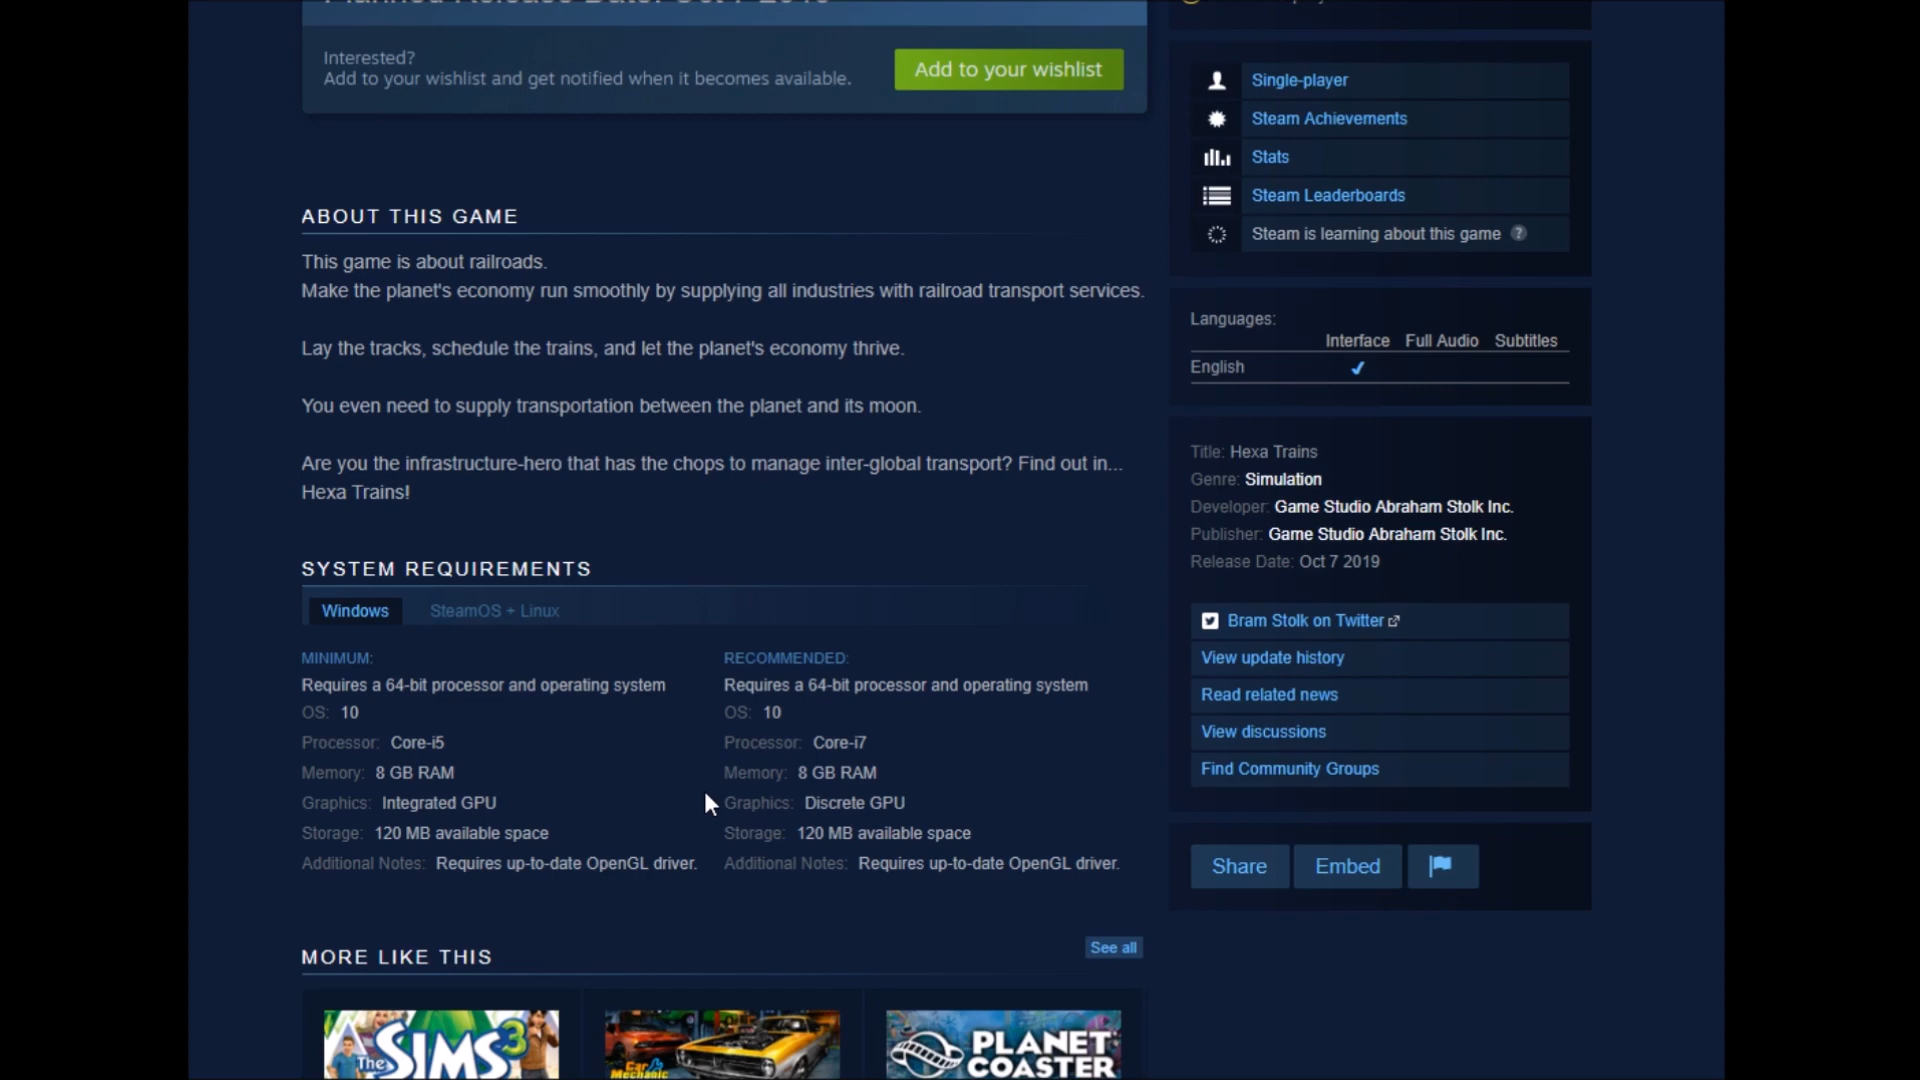 Planned Release Date: Oct 7 2019
Interested?
Add to your wishlist and get notified when it becomes available.
Add to your wishlist
ABOUT THIS GAME
This game is about railroads.
Make the planet's economy run smoothly by supplying all industries with railroad transport services.
Lay the tracks, schedule the trains, and let the planet's economy thrive.
You even need to supply transportation between the planet and its moon.
Are you the infrastructure-hero that has the chops to manage inter-global transport? Find out in...
Hexa Trains!
SYSTEM REQUIREMENTS
Windows SteamOS + Linux
MINIMUM:
Requires a 64-bit processor and operating system
OS: 10
Processor: Core-i5
Memory: 8 GB RAM
Graphics: Integrated GPU
Storage: 120 MB available space
Additional Notes: Requires up-to-date OpenGL driver.
RECOMMENDED:
Requires a 64-bit processor and operating system
OS: 10
Processor: Core-i7
Memory: 8 GB RAM
Graphics: Discrete GPU
Storage: 120 MB available space
Additional Notes: Requires up-to-date OpenGL driver.
MORE LIKE THIS
See all
The SIMS 3
Car Mechanic
PLANET COASTER
Single-player
Steam Achievements
Stats
Steam Leaderboards
Steam is learning about this game ?
Languages:
Interface Full Audio Subtitles
English ✔
Title: Hexa Trains
Genre: Simulation
Developer: Game Studio Abraham Stolk Inc.
Publisher: Game Studio Abraham Stolk Inc.
Release Date: Oct 7 2019
Bram Stolk on Twitter
View update history
Read related news
View discussions
Find Community Groups
Share Embed